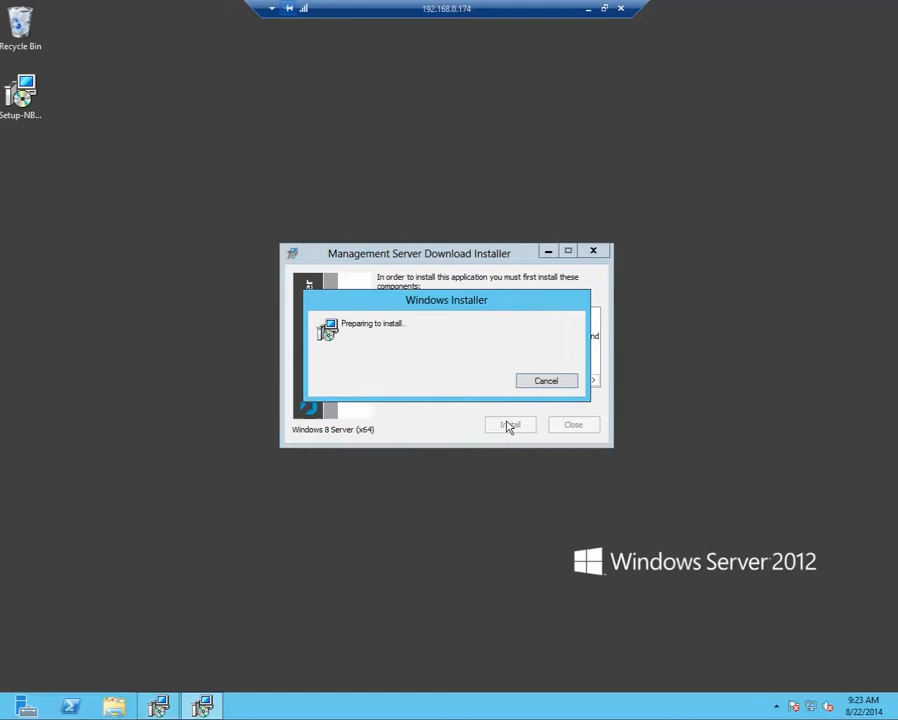 192.168.0.174
Recycle Bin
Setup-NB...
Management Server Download Installer
In order to install this application you must first install these
components:
Windows Installer
Preparing to install..
nd
Cancel
Install
Close
Windows 8 Server (x64)
Windows Server 2012
9:23 AM
8/22/2014